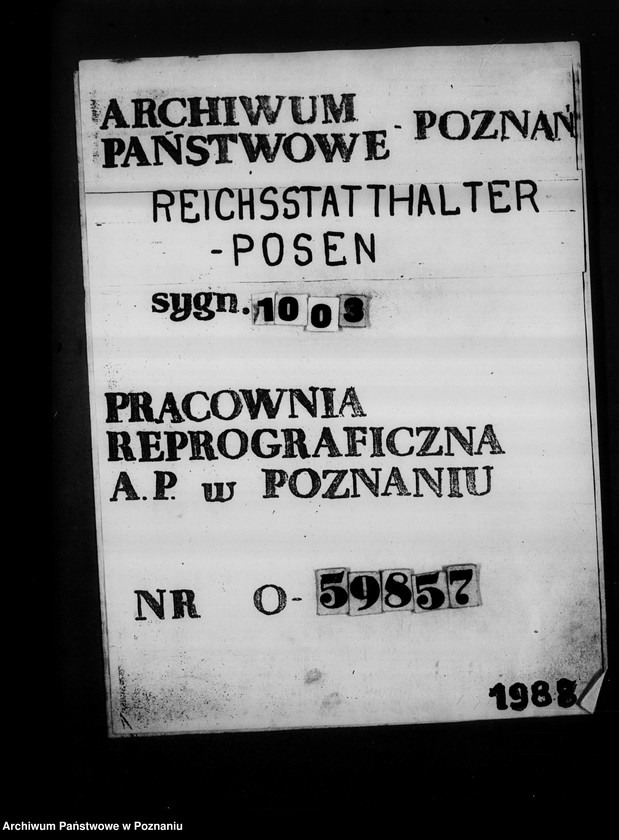 ARCHIWUM
PAŃSTWOWE - POZNAŃ
REICHSSTATTHALTER
-POSEN
sygn. 1003
PRACOWNIA
REPROGRAFICZNA
A.P. w POZNANIU
NR O-59857
1988
Archiwum Państwowe w Poznaniu